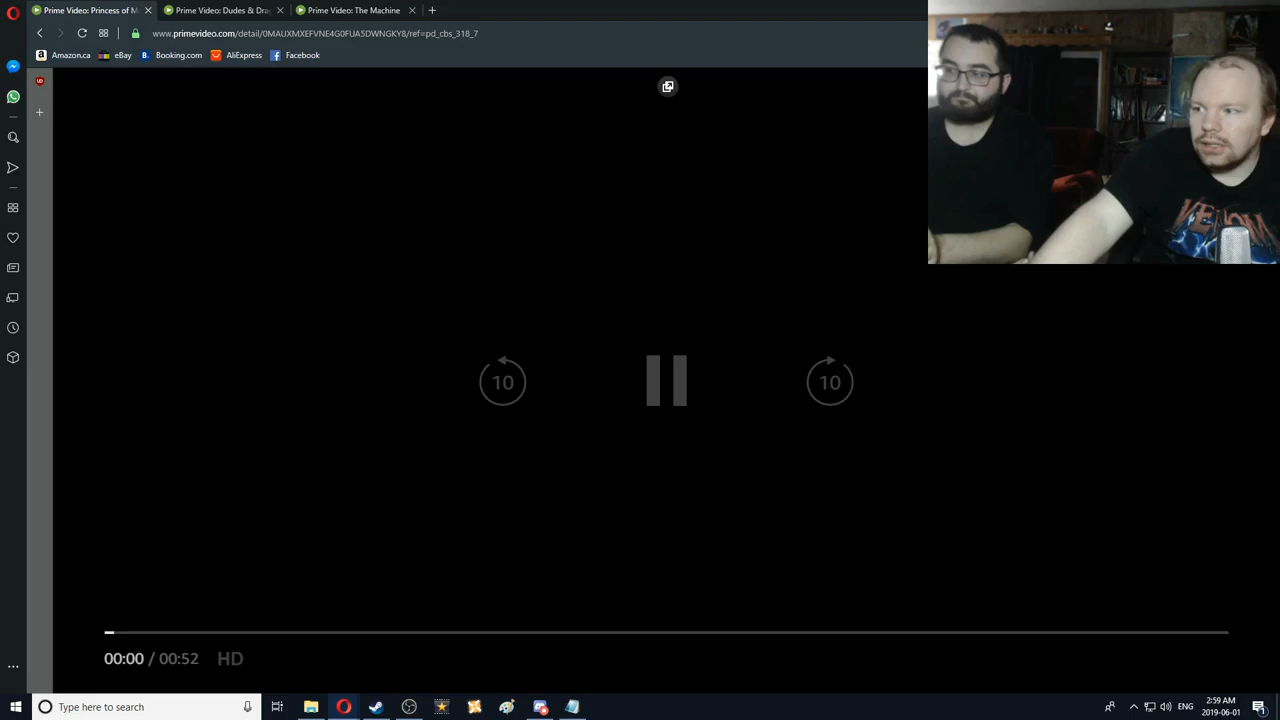 Prime Video: Princess of M
Prime Video: Dudes & Dra
Prime Video: The Machine
www.primevideo.com/detail/0MAUXMXEFVNE4G0FUA5DWNGKY8/ref=pd_cbs_318_7
Amazon.ca
eBay
Booking.com
AliExpress
Facebook
VENOM
10
10
00:00 / 00:52 HD
Type here to search
ENG
2:59 AM
2019-06-01